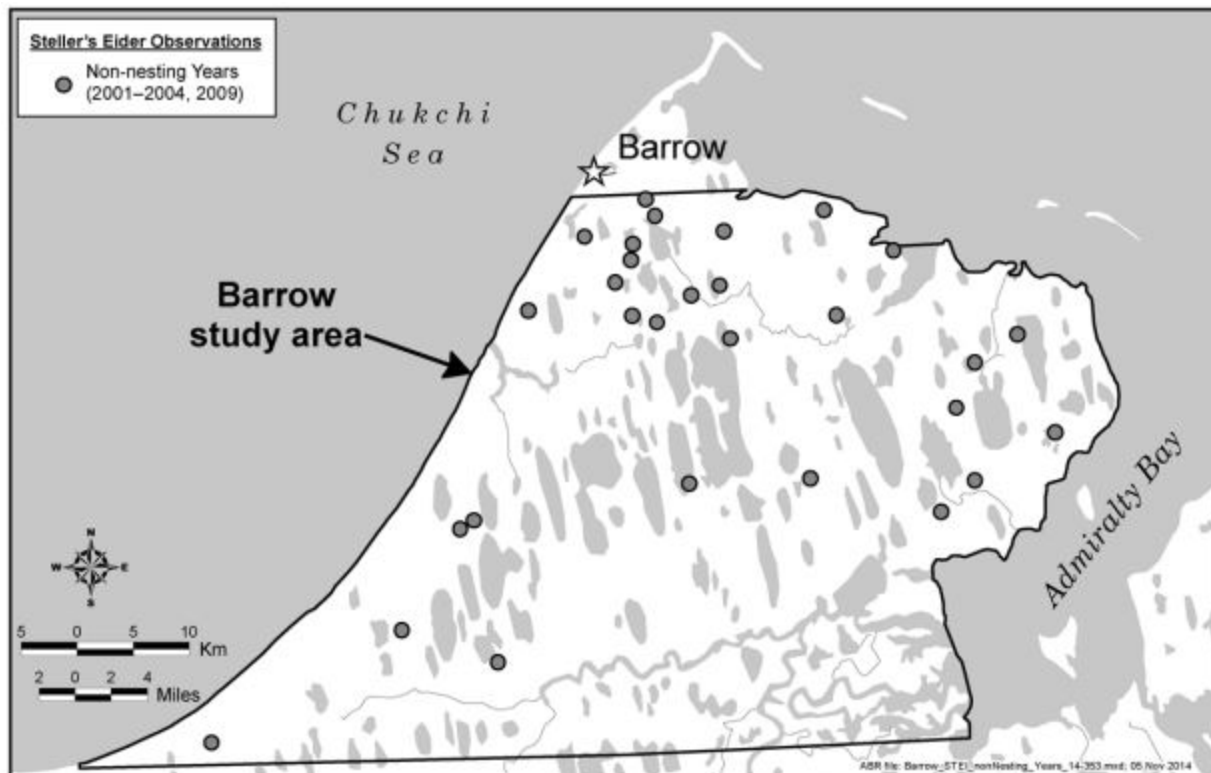 Steller's Eider Observations
Non-nesting Years
(2001–2004, 2009)
Chukchi
Sea
Barrow
Barrow
study area
Admiralty Bay
N
W E
S
5 0 5 10
Km
2 0 2 4
Miles
ABR file: Barrow_STEI_nonNesting_Years_14-353.mxd; 05 Nov 2014